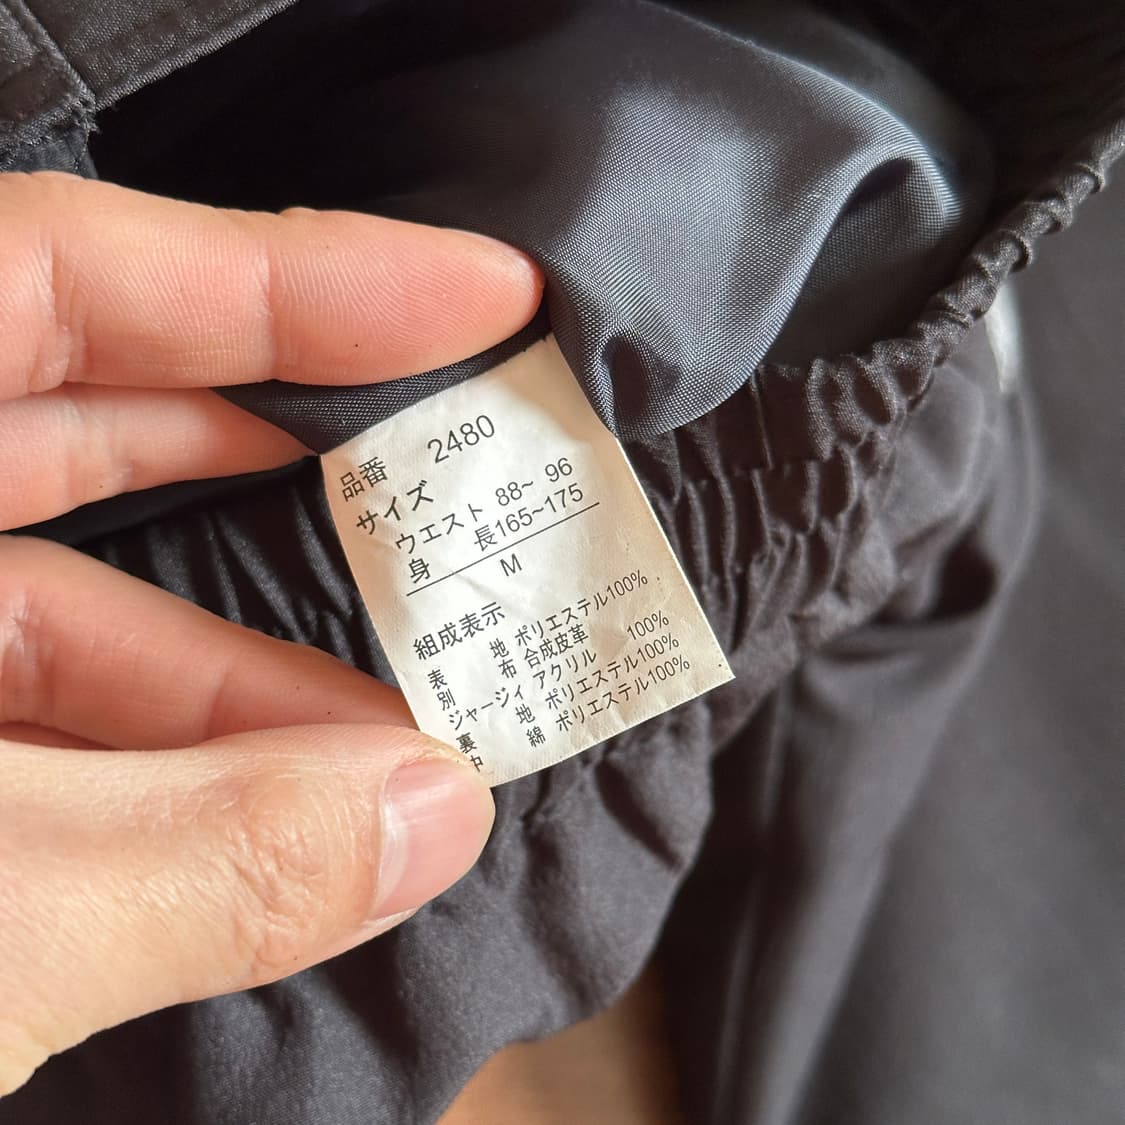 品番 2480
サイズ
ウエスト 88~ 96
身 長165~175
M
組成表示
表 地 ポリエステル100%
別 布 合成皮革
ジャージィ アクリル 100%
裏 地 ポリエステル100%
中 綿 ポリエステル100%